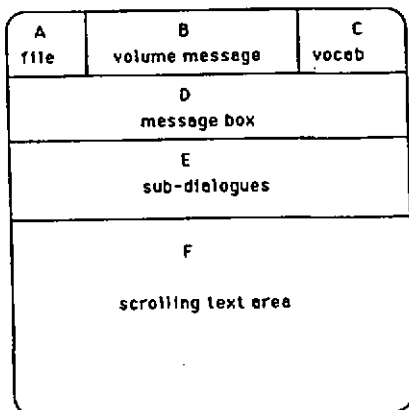 A
file
B
volume message
C
vocab
D
message box
E
sub-dialogues
F
scrolling text area